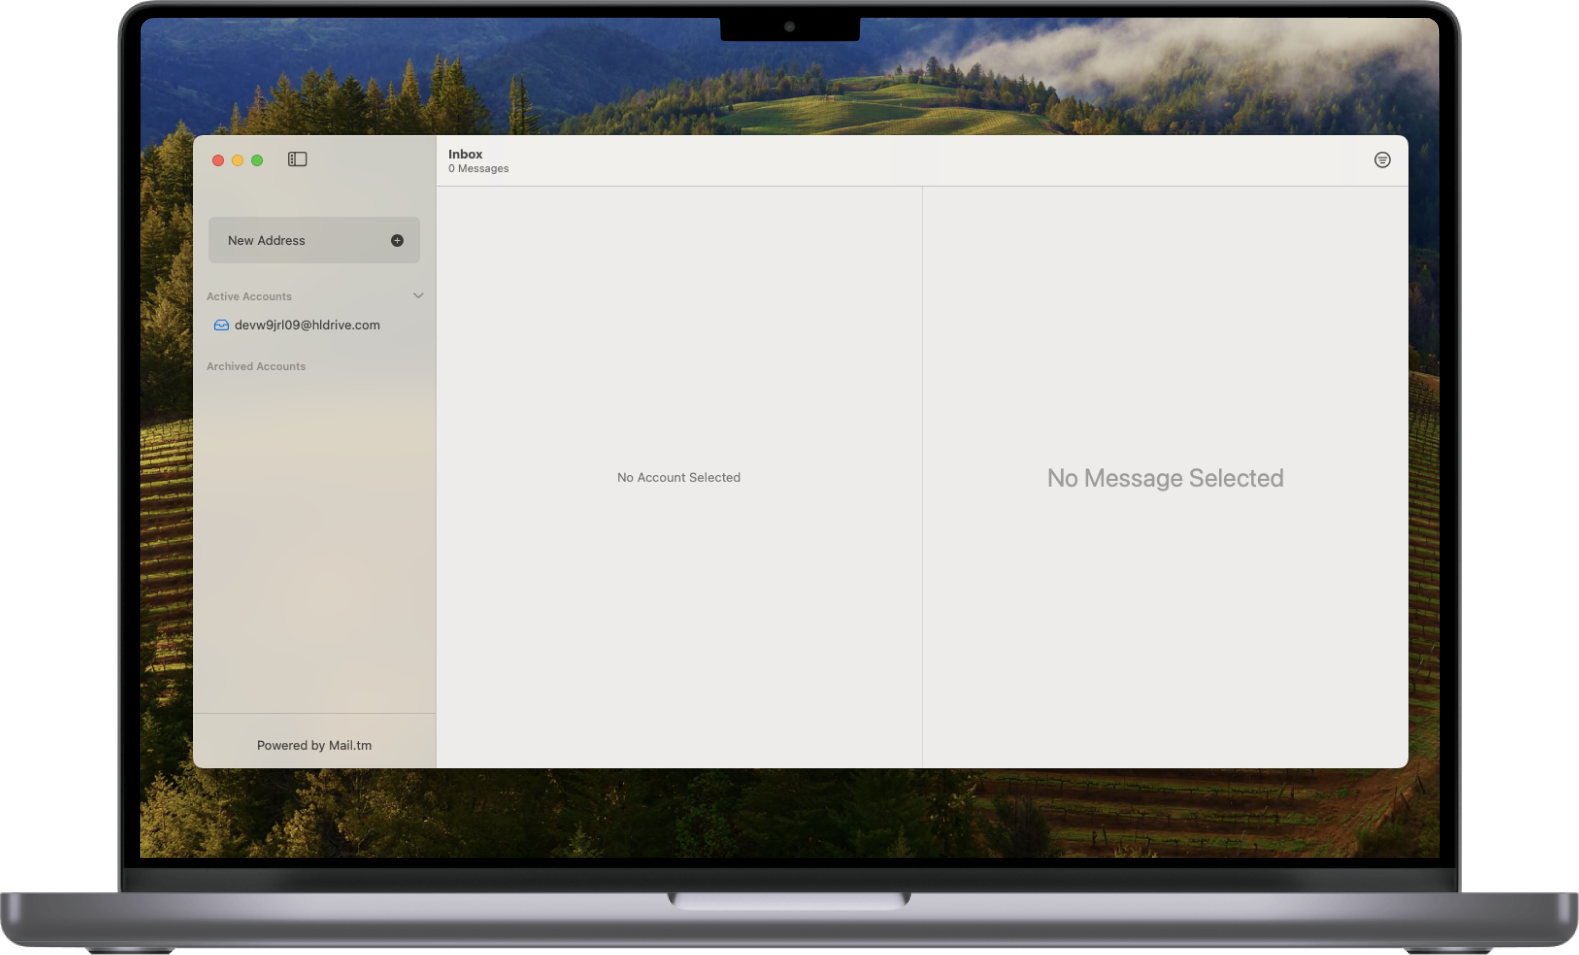 Inbox
0 Messages
New Address
Active Accounts
devw9jrl09@hldrive.com
Archived Accounts
No Account Selected
No Message Selected
Powered by Mail.tm